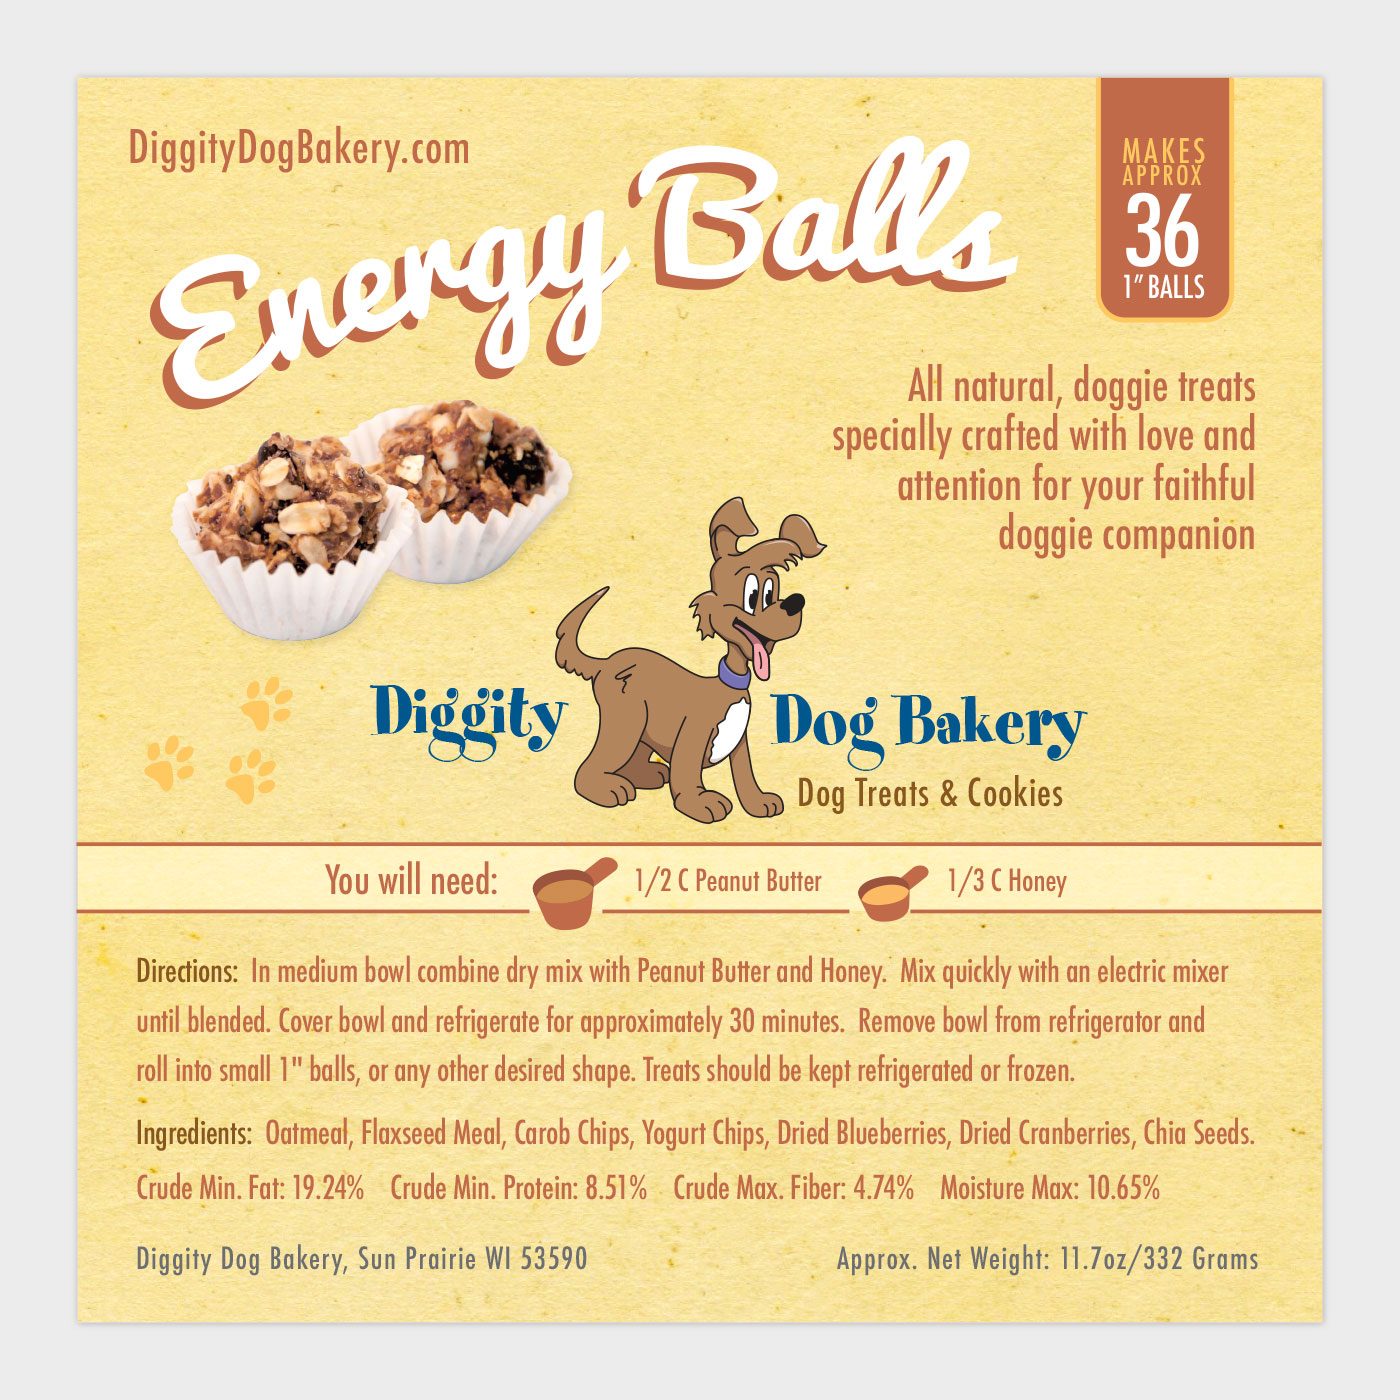 DiggityDogBakery.com
Energy Balls
MAKES
APPROX
36
1" BALLS
All natural, doggie treats
specially crafted with love and
attention for your faithful
doggie companion
Diggity Dog Bakery
Dog Treats & Cookies
You will need: 1/2 C Peanut Butter 1/3 C Honey
Directions: In medium bowl combine dry mix with Peanut Butter and Honey. Mix quickly with an electric mixer
until blended. Cover bowl and refrigerate for approximately 30 minutes. Remove bowl from refrigerator and
roll into small 1" balls, or any other desired shape. Treats should be kept refrigerated or frozen.
Ingredients: Oatmeal, Flaxseed Meal, Carob Chips, Yogurt Chips, Dried Blueberries, Dried Cranberries, Chia Seeds.
Crude Min. Fat: 19.24% Crude Min. Protein: 8.51% Crude Max. Fiber: 4.74% Moisture Max: 10.65%
Diggity Dog Bakery, Sun Prairie WI 53590 Approx. Net Weight: 11.7oz/332 Grams